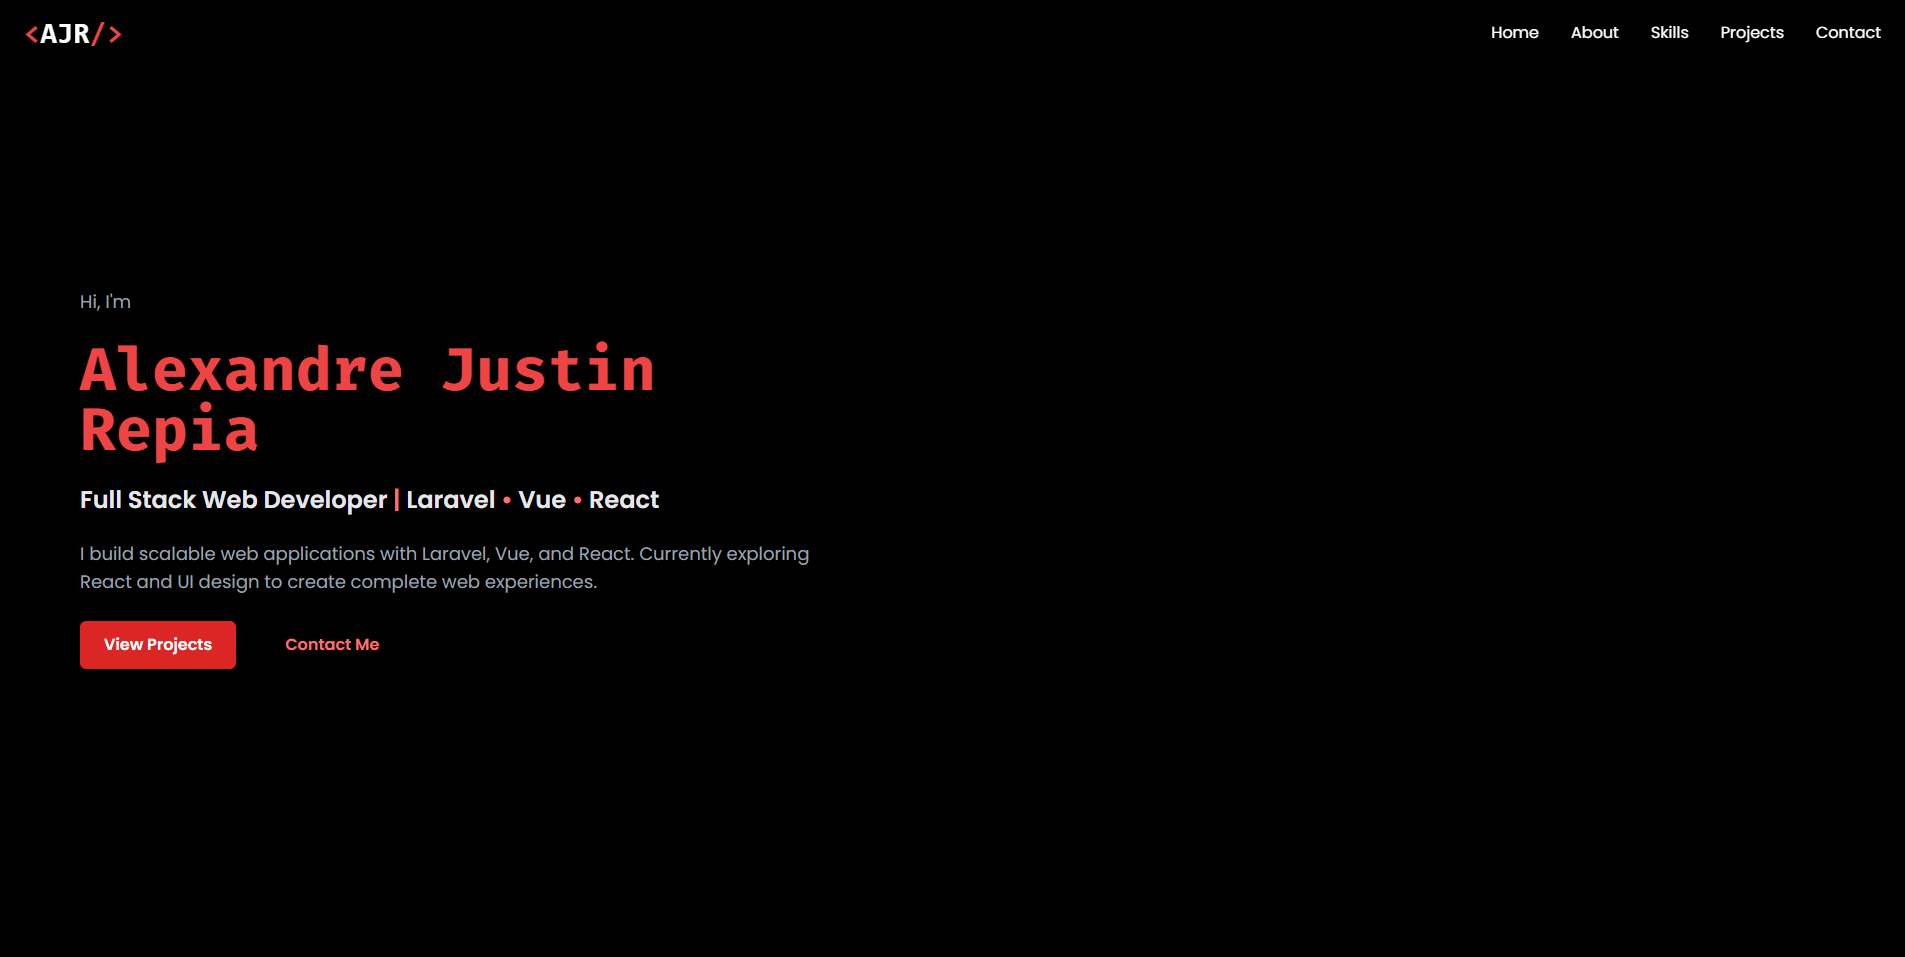 <AJR/>
Home About Skills Projects Contact
Hi, I'm
Alexandre Justin
Repia
Full Stack Web Developer | Laravel • Vue • React
I build scalable web applications with Laravel, Vue, and React. Currently exploring
React and UI design to create complete web experiences.
View Projects Contact Me